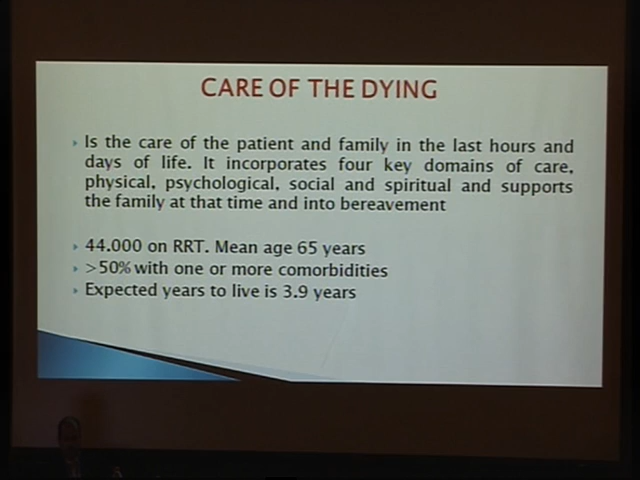 CARE OF THE DYING
Is the care of the patient and family in the last hours and
days of life. It incorporates four key domains of care,
physical, psychological, social and spiritual and supports
the family at that time and into bereavement
44.000 on RRT. Mean age 65 years
>50% with one or more comorbidities
Expected years to live is 3.9 years